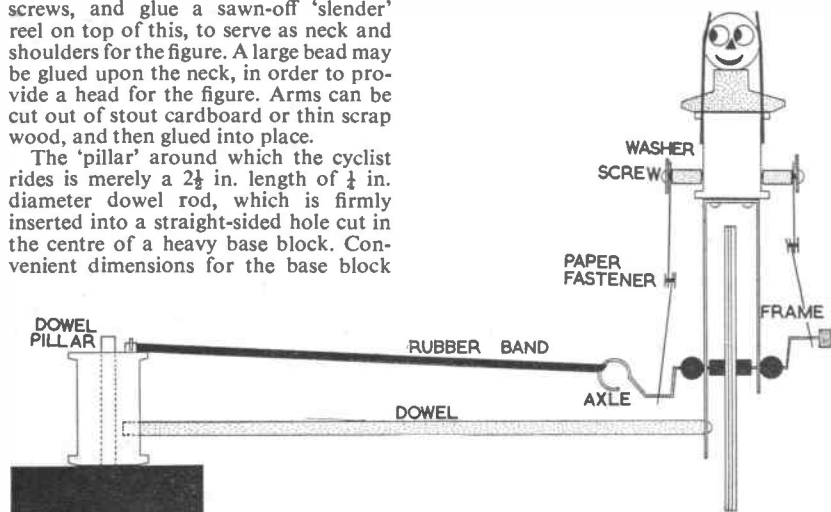 screws, and glue a sawn-off ‘slender’
reel on top of this, to serve as neck and
shoulders for the figure. A large bead may
be glued upon the neck, in order to pro-
vide a head for the figure. Arms can be
cut out of stout cardboard or thin scrap
wood, and then glued into place.
The ‘pillar’ around which the cyclist
rides is merely a 2½ in. length of ¼ in.
diameter dowel rod, which is firmly
inserted into a straight-sided hole cut in
the centre of a heavy base block. Con-
venient dimensions for the base block
WASHER
SCREW
PAPER
FASTENER
FRAME
DOWEL
PILLAR
RUBBER BAND
AXLE
DOWEL